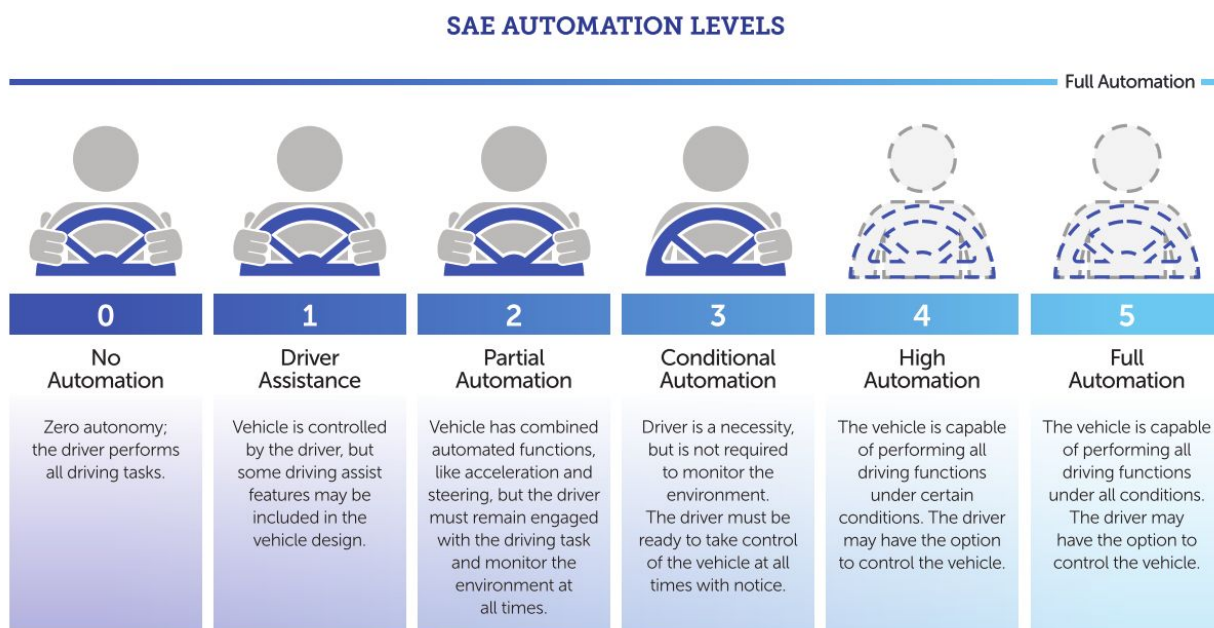 SAE AUTOMATION LEVELS
Full Automation
0
No
Automation
Zero autonomy;
the driver performs
all driving tasks.
1
Driver
Assistance
Vehicle is controlled
by the driver, but
some driving assist
features may be
included in the
vehicle design.
2
Partial
Automation
Vehicle has combined
automated functions,
like acceleration and
steering, but the driver
must remain engaged
with the driving task
and monitor the
environment at
all times.
3
Conditional
Automation
Driver is a necessity,
but is not required
to monitor the
environment.
The driver must be
ready to take control
of the vehicle at all
times with notice.
4
High
Automation
The vehicle is capable
of performing all
driving functions
under certain
conditions. The driver
may have the option
to control the vehicle.
5
Full
Automation
The vehicle is capable
of performing all
driving functions
under all conditions.
The driver may
have the option to
control the vehicle.